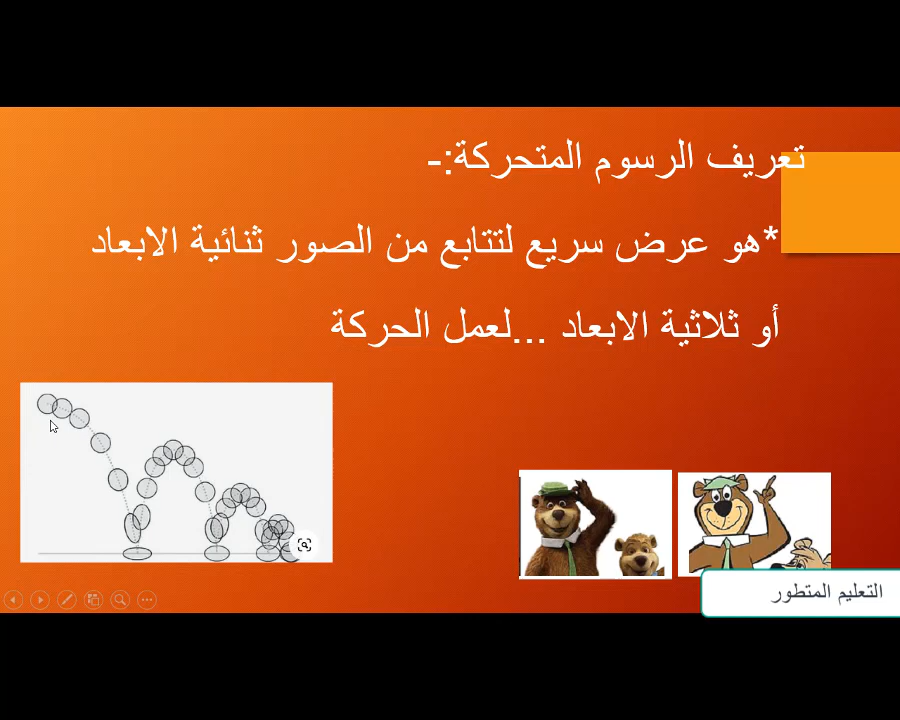 تعريف الرسوم المتحركة:-
*هو عرض سريع لتتابع من الصور ثنائية الابعاد
أو ثلاثية الابعاد ...لعمل الحركة
التعليم المتطور